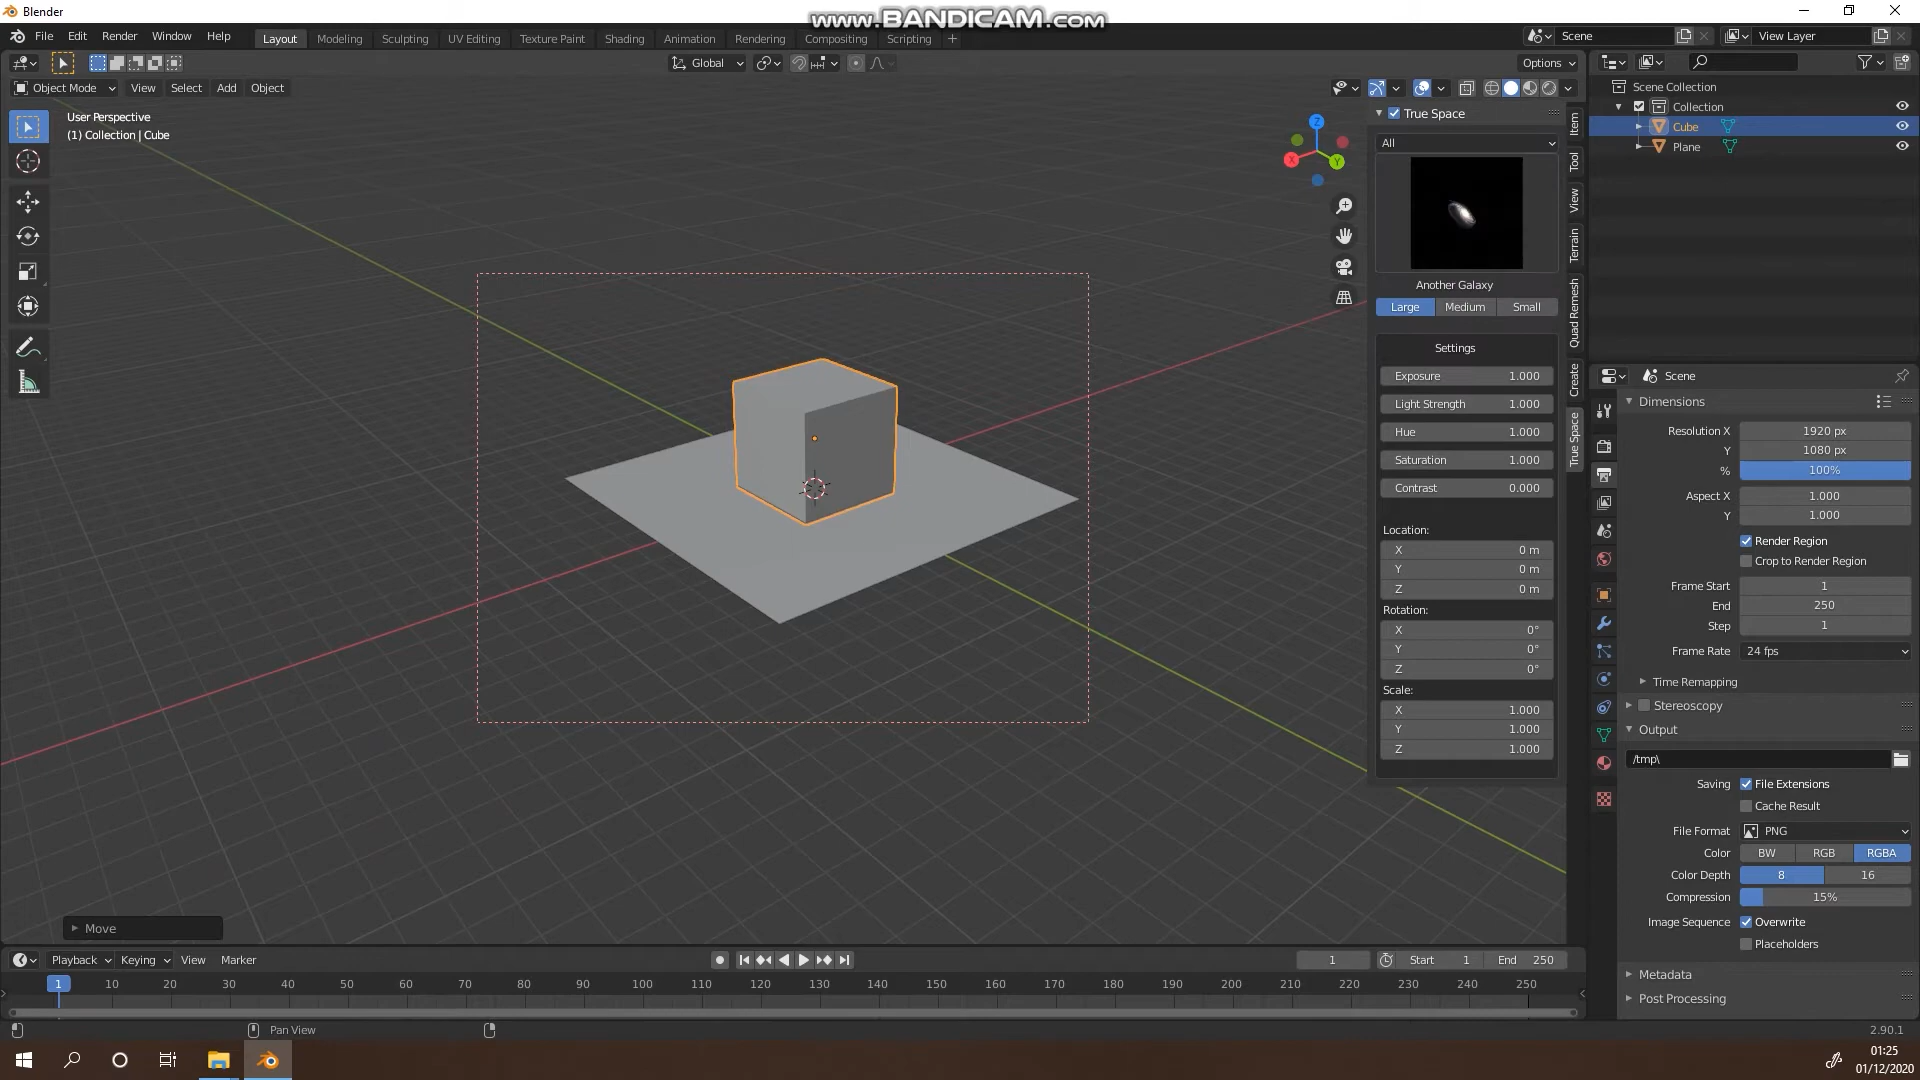 Blender
www.BANDICAM.com
File Edit Render Window Help
Layout Modeling Sculpting UV Editing Texture Paint Shading Animation Rendering Compositing Scripting +
Scene
View Layer
Global
Options
Object Mode View Select Add Object
User Perspective
(1) Collection | Cube
Z
X
Y
True Space
All
Another Galaxy
Large Medium Small
Settings
Exposure 1.000
Light Strength 1.000
Hue 1.000
Saturation 1.000
Contrast 0.000
Location:
X 0 m
Y 0 m
Z 0 m
Rotation:
X 0°
Y 0°
Z 0°
Scale:
X 1.000
Y 1.000
Z 1.000
Item
Tool
View
Terrain
Quad Remesh
Create
True Space
Scene Collection
Collection
Cube
Plane
Scene
Dimensions
Resolution X 1920 px
Y 1080 px
% 100%
Aspect X 1.000
Y 1.000
Render Region
Crop to Render Region
Frame Start 1
End 250
Step 1
Frame Rate 24 fps
Time Remapping
Stereoscopy
Output
/tmp\
Saving File Extensions
Cache Result
File Format PNG
Color BW RGB RGBA
Color Depth 8 16
Compression 15%
Image Sequence Overwrite
Placeholders
Metadata
Post Processing
Move
Playback Keying View Marker
1 Start 1 End 250
1 10 20 30 40 50 60 70 80 90 100 110 120 130 140 150 160 170 180 190 200 210 220 230 240 250
Pan View
2.90.1
01:25
01/12/2020